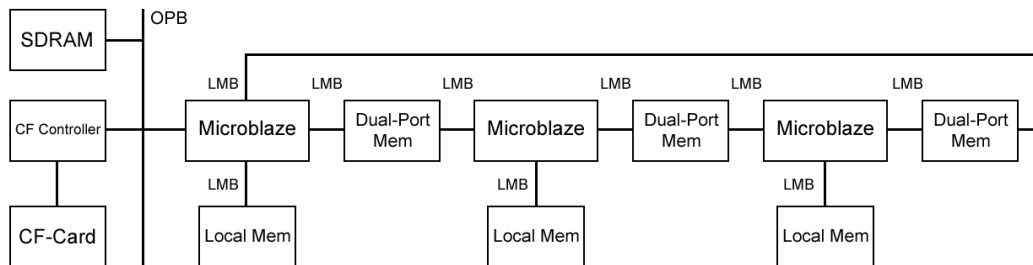 OPB
SDRAM
LMB
LMB
LMB
LMB
LMB
LMB
CF Controller
Microblaze
Dual-Port
Mem
Microblaze
Dual-Port
Mem
Microblaze
Dual-Port
Mem
LMB
LMB
LMB
CF-Card
Local Mem
Local Mem
Local Mem